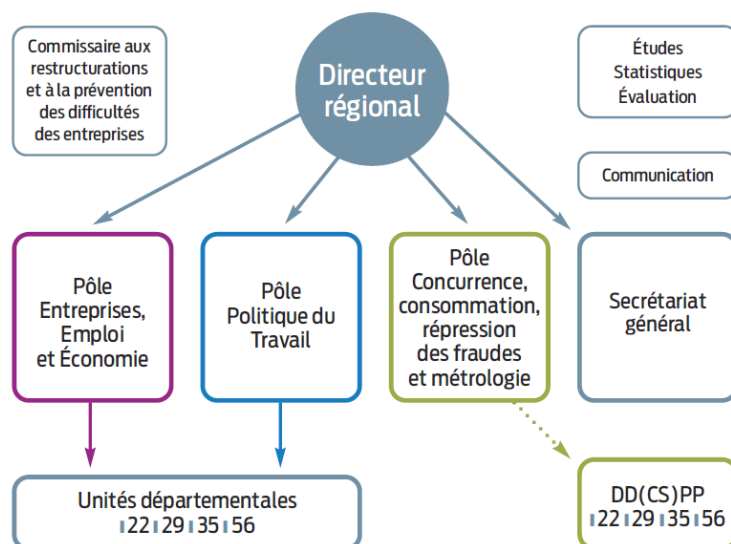 Commissaire aux
restructurations
et à la prévention
des difficultés
des entreprises
Directeur
régional
Études
Statistiques
Évaluation
Communication
Pôle
Entreprises,
Emploi
et Économie
Pôle
Politique du
Travail
Pôle
Concurrence,
consommation,
répression
des fraudes
et métrologie
Secrétariat
général
Unités départementales
22 29 35 56
DD(CS)PP
22 29 35 56